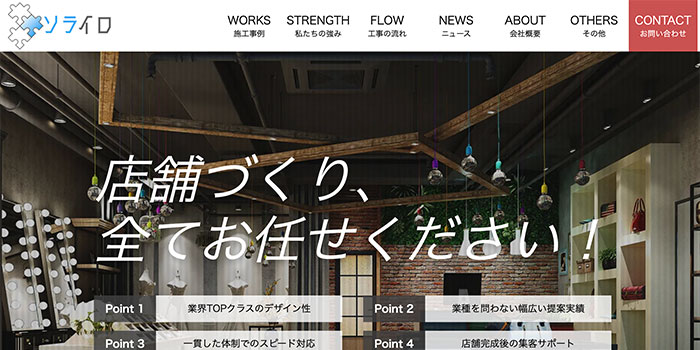 ソライロ
WORKS STRENGTH FLOW NEWS ABOUT OTHERS CONTACT
施工事例 私たちの強み 工事の流れ ニュース 会社概要 その他 お問い合わせ
店舗づくり、
全てお任せください！
Point 1 業界TOPクラスのデザイン性 Point 2 業種を問わない幅広い提案実績
Point 3 一貫した体制でのスピード対応 Point 4 店舗完成後の集客サポート